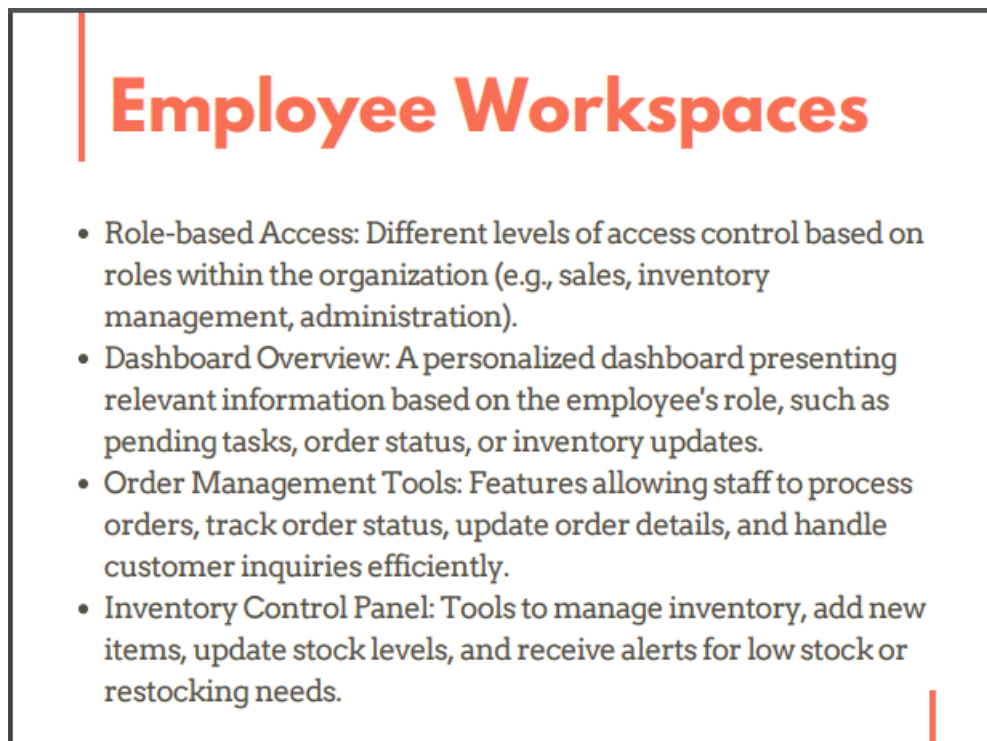 Employee Workspaces
• Role-based Access: Different levels of access control based on
roles within the organization (e.g., sales, inventory
management, administration).
• Dashboard Overview: A personalized dashboard presenting
relevant information based on the employee's role, such as
pending tasks, order status, or inventory updates.
• Order Management Tools: Features allowing staff to process
orders, track order status, update order details, and handle
customer inquiries efficiently.
• Inventory Control Panel: Tools to manage inventory, add new
items, update stock levels, and receive alerts for low stock or
restocking needs.